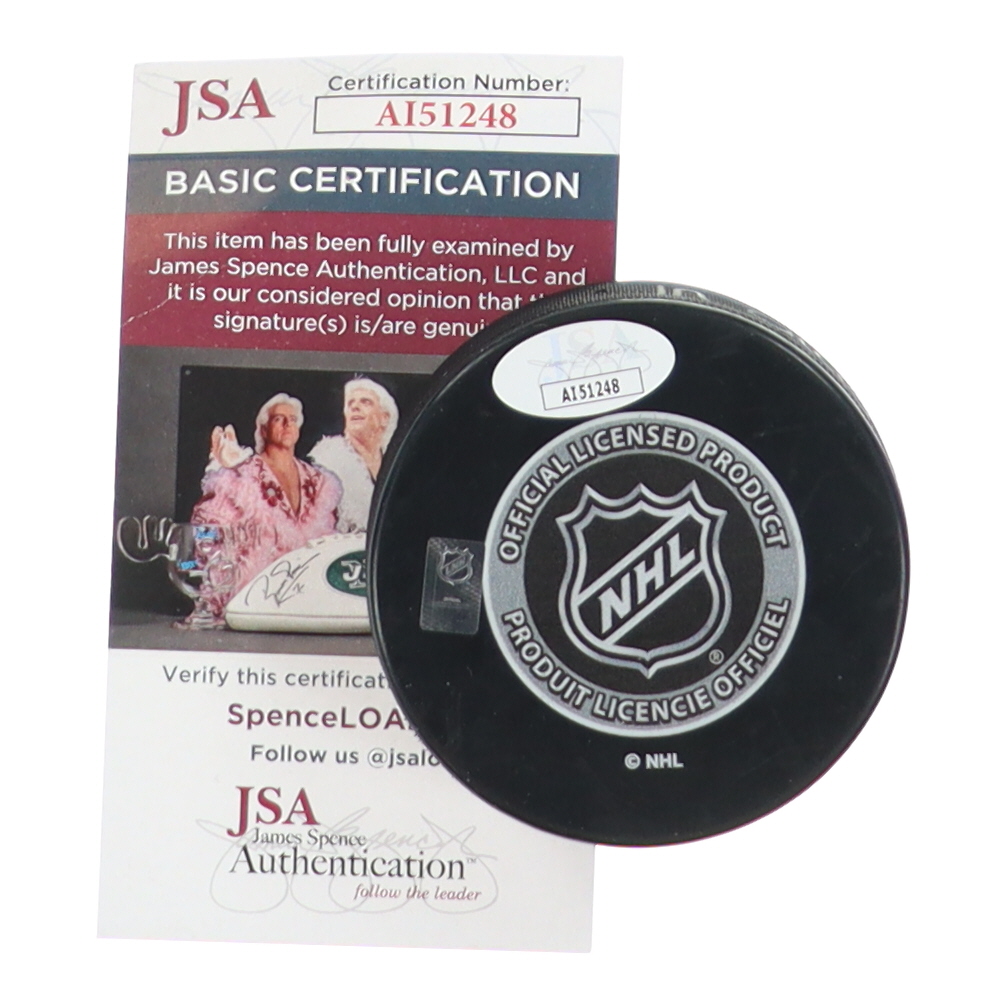 JSA
Certification Number:
AI51248
BASIC CERTIFICATION
This item has been fully examined by
James Spence Authentication, LLC and
it is our considered opinion that
signature(s) is/are
Verify this
Follow us
JSA
James Spence
Authentication™
follow the leader
JSA
AI51248
OFFICIAL LICENSED PRODUCT
NHL
®
PRODUIT LICENCIE OFFICIEL
© NHL